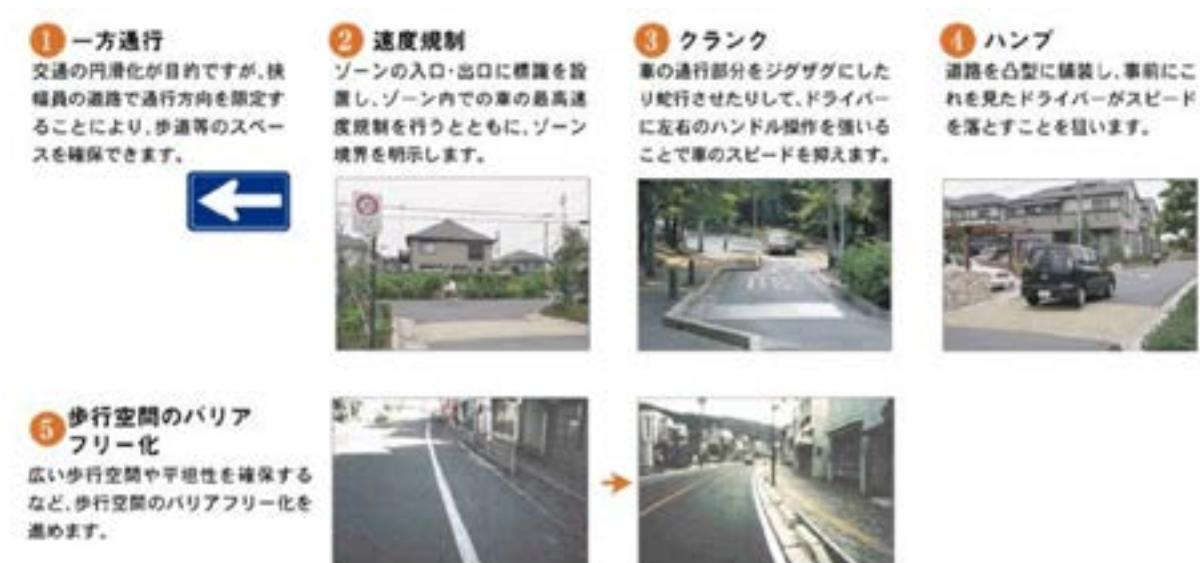 1 一方通行
交通の円滑化が目的ですが、狭
幅員の道路で通行方向を限定す
ることにより、歩道等のスペー
スを確保できます。
2 速度規制
ゾーンの入口・出口に標識を設
置し、ゾーン内での車の最高速
度規制を行うとともに、ゾーン
境界を明示します。
3 クランク
車の通行部分をジグザグにした
り蛇行させたりして、ドライバー
に左右のハンドル操作を強いる
ことで車のスピードを抑えます。
4 ハンプ
道路を凸型に舗装し、事前にこ
れを見たドライバーがスピード
を落とすことを狙います。
5 歩行空間のバリア
フリー化
広い歩行空間や平坦性を確保する
など、歩行空間のバリアフリー化を
進めます。